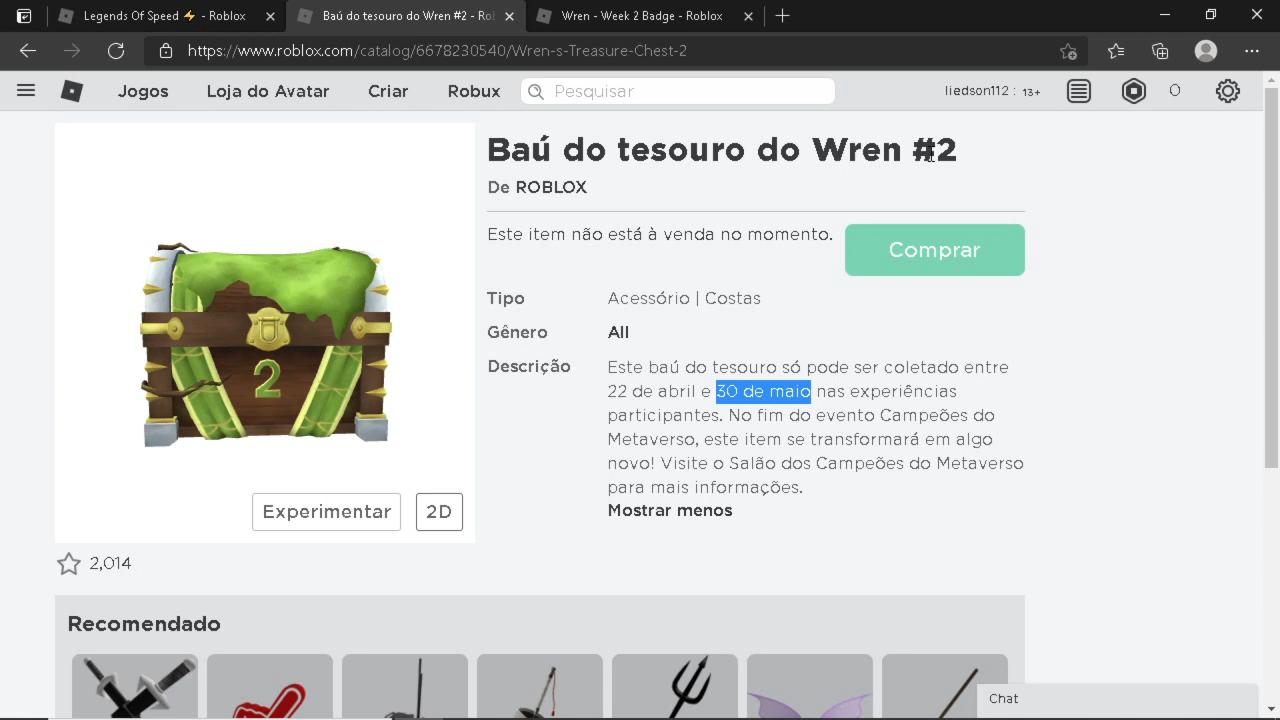 Legends Of Speed ⚡ - Roblox
Baú do tesouro do Wren #2 - Rob
Wren - Week 2 Badge - Roblox
https://www.roblox.com/catalog/6678230540/Wren-s-Treasure-Chest-2
Jogos
Loja do Avatar
Criar
Robux
Pesquisar
liedson112 : 13+
0
Baú do tesouro do Wren #2
De ROBLOX
Este item não está à venda no momento.
Comprar
Tipo
Acessório | Costas
Gênero
All
Descrição
Este baú do tesouro só pode ser coletado entre
22 de abril e 30 de maio nas experiências
participantes. No fim do evento Campeões do
Metaverso, este item se transformará em algo
novo! Visite o Salão dos Campeões do Metaverso
para mais informações.
Mostrar menos
2
Experimentar
2D
2,014
Recomendado
Chat